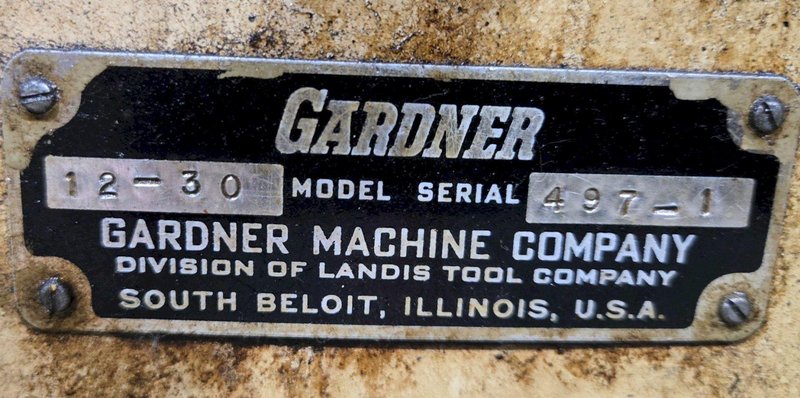 GARDNER
12-30 MODEL SERIAL 497-1
GARDNER MACHINE COMPANY
DIVISION OF LANDIS TOOL COMPANY
SOUTH BELOIT, ILLINOIS, U.S.A.